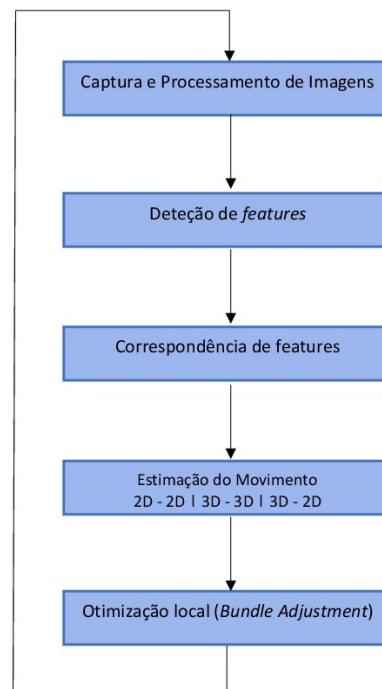 Captura e Processamento de Imagens
Deteção de features
Correspondência de features
Estimação do Movimento
2D - 2D | 3D - 3D | 3D - 2D
Otimização local (Bundle Adjustment)